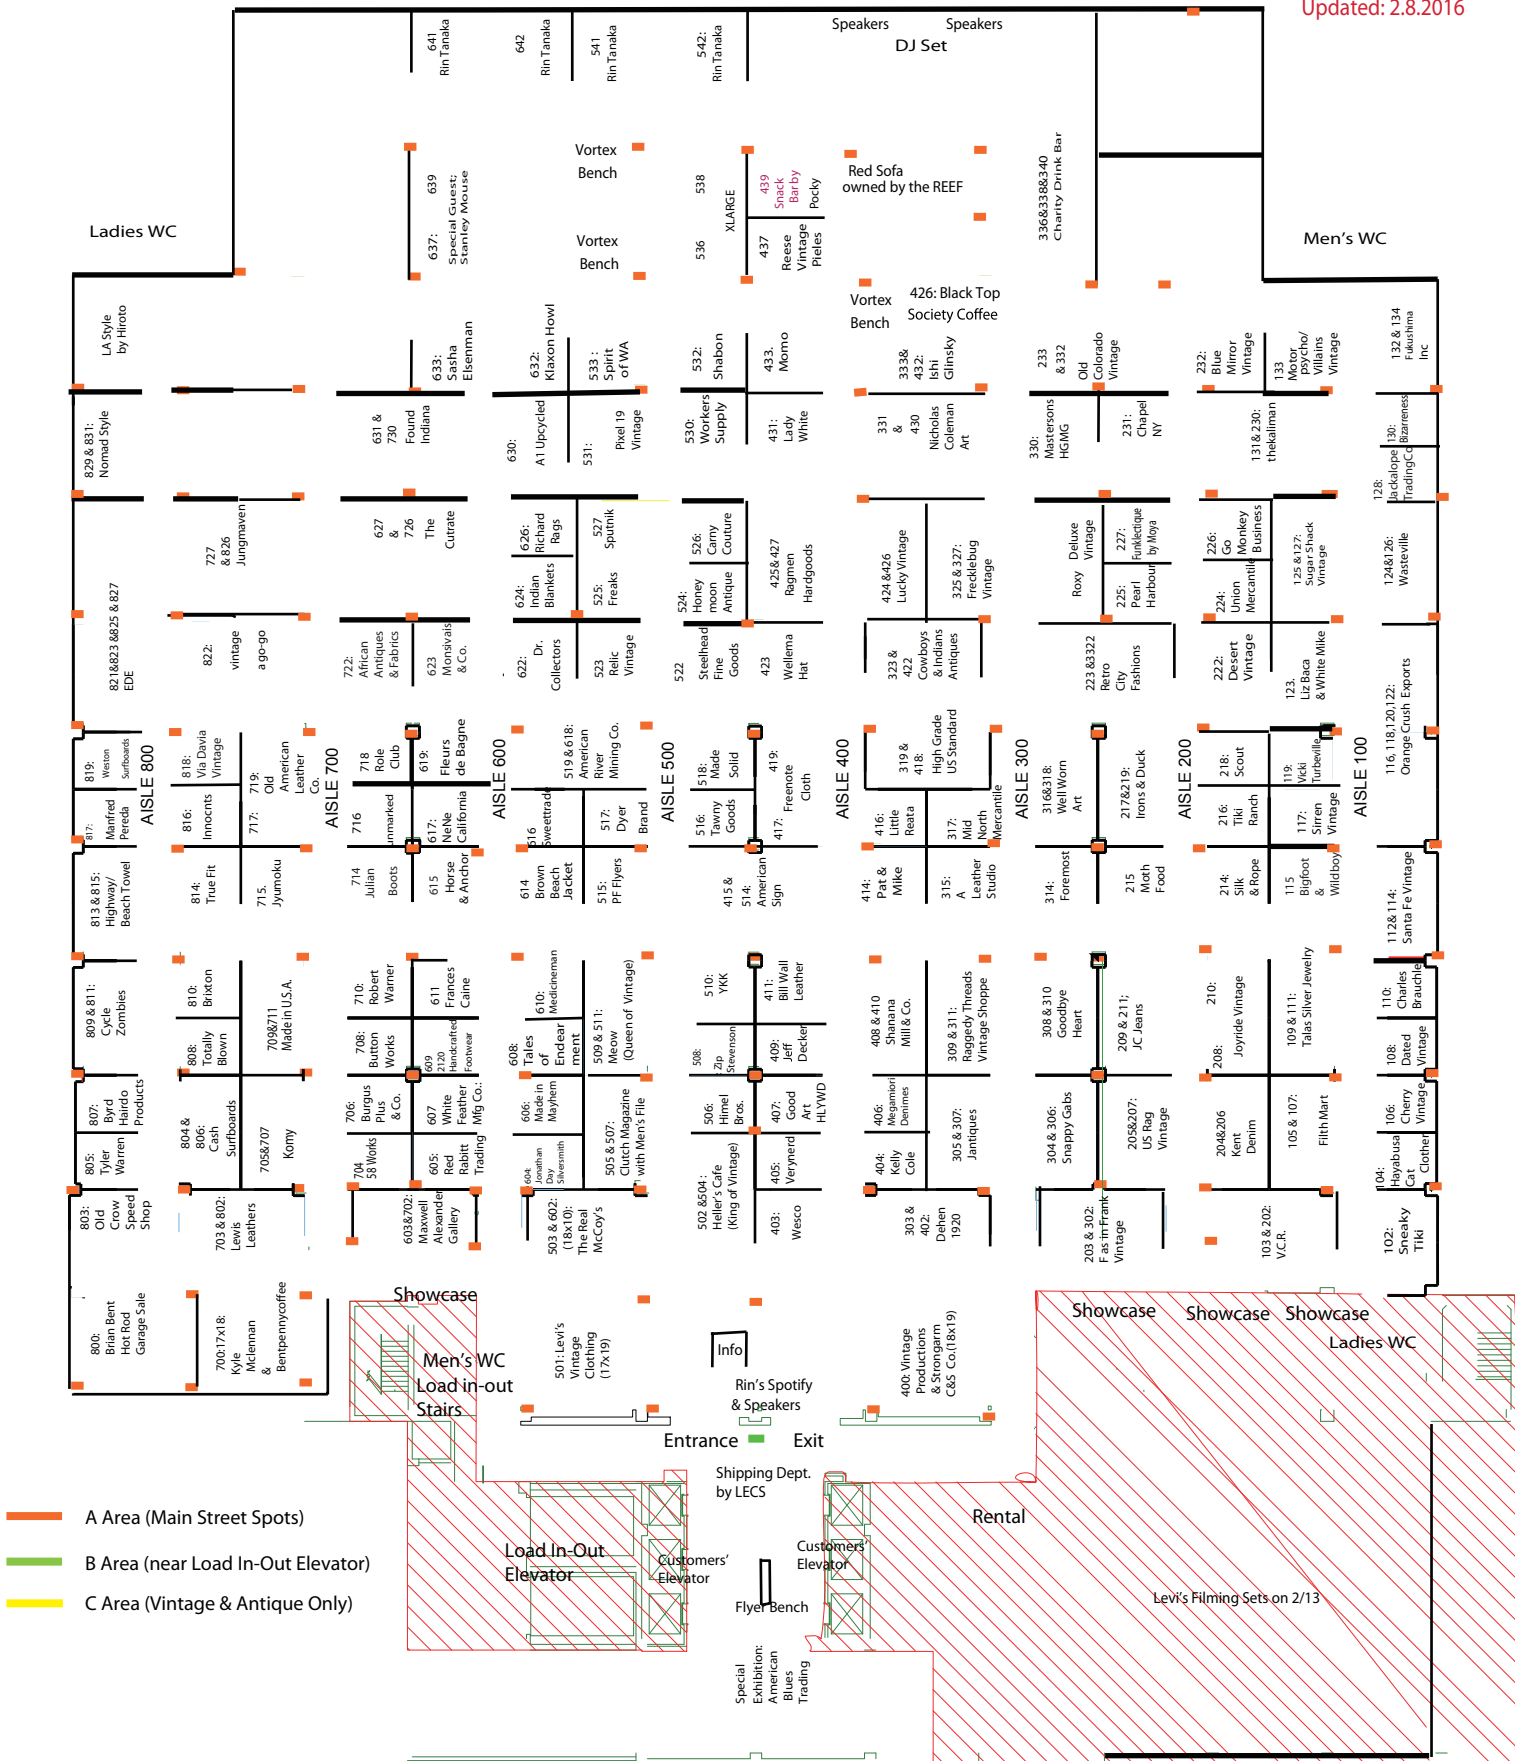 Updated: 2.8.2016
641
Rin Tanaka
642
Rin Tanaka
541
Rin Tanaka
542:
Rin Tanaka
Speakers
Speakers
DJ Set
Ladies WC
637:
639
Special Guest;
Stanley Mouse
Vortex
Bench
Vortex
Bench
536
538
XLARGE
439
Snack
Bar by
Pocky
437
Reese
Vintage
Pieles
Red Sofa
owned by the REEF
336&338&340
Charity Drink Bar
Men's WC
Vortex
Bench
426: Black Top
Society Coffee
LA Style
by Hiroto
633:
Sasha
Elsenman
632:
Klaxon Howl
533 :
Spirit
of WA
532:
Shabon
433.
Momo
333&
432:
Ishi
Glinsky
233
& 332
Old
Colorado
Vintage
232:
Blue
Mirror
Vintage
133
Motor
psycho/
Villains
Vintage
132 & 134
Fukushima
Inc
829 & 831:
Nomad Style
631 &
730
Found
Indiana
630:
A1 Upcycled
531:
Pixel 19
Vintage
530:
Workers
Supply
431:
Lady
White
331
&
430
Nicholas
Coleman
Art
330:
Mastersons
HGMG
231:
Chapel
NY
131 & 230:
thekaliman
130:
Bizarreness
128:
Jackalope
TradingCo
821&823 &825 & 827
EDE
727
& 826
Jungmaven
627
&
726
The
Cutrate
626:
Richard
Rags
527
Sputnik
624:
Indian
Blankets
525:
Freaks
526:
Carny
Couture
524:
Honey
moon
Antique
425 & 427
Ragmen
Hardgoods
424 &426
Lucky Vintage
325 & 327:
Frecklebug
Vintage
Roxy Deluxe
Vintage
227:
Funklectique
by Moya
225:
Pearl
Harbour
226:
Go
Monkey
Business
224:
Union
Mercantile
125 &127:
Sugar Shack
Vintage
124&126:
Wasteville
822:
vintage
a go-go
722:
African
Antiques
& Fabrics
623
Monsivais
& Co.
622:
Dr.
Collectors
523
Relic
Vintage
522
Steelhead
Fine
Goods
423
Wellema
Hat
323 &
422
Cowboys
& Indians
Antiques
223 &3322
Retro
City
Fashions
222:
Desert
Vintage
123.
Liz Baca
& White Mike
116, 118,120,122:
Orange Crush Exports
819:
Weston
Surfboards
AISLE 800
818:
Via Davia
Vintage
719:
Old
American
Leather
Co.
AISLE 700
718
Role
Club
619:
Fleurs
de Bagne
AISLE 600
519 & 618:
American
River
Mining Co.
AISLE 500
518:
Made
Solid
419:
Freenote
Cloth
417:
AISLE 400
319 &
418:
High Grade
US Standard
AISLE 300
316&318:
Well Worn
Art
217&219:
Irons & Duck
AISLE 200
218:
Scout
119:
Vicki
Turbeville
AISLE 100
817:
Manfred
Pereda
816:
Innocnts
717:
716
unmarked
617:
NeNe
California
616
Sweettrade
517:
Dyer
Brand
516:
Tawny
Goods
416:
Little
Reata
317:
Mid
North
Mercantile
216:
Tiki
Ranch
117:
Sirren
Vintage
813 & 815:
Highway/
Beach Towel
814:
True Fit
715.
Jyumoku
714
Julian
Boots
615
Horse
& Anchor
614
Brown
Beach
Jacket
515:
PF Flyers
415 &
514:
American
Sign
414:
Pat &
Mike
315:
A
Leather
Studio
314:
Foremost
215
Moth
Food
214:
Silk
& Rope
115
Bigfoot
&
Wildboy
112& 114:
Santa Fe Vintage
809 & 811:
Cycle
Zombies
810:
Brixton
808:
Totally
Blown
709&711
Made in U.S.A.
710:
Robert
Warner
611
Frances
Caine
708:
Button
Works
609
2120
Handcrafted
Footwear
610:
Medicineman
608:
Tales
of
Endear
ment
509 & 511:
Meow
(Queen of Vintage)
510:
YKK
411:
Bill Wall
Leather
508:
: Zip
Stevenson
409:
Jeff
Decker
408 & 410
Shanana
Mill & Co.
309 & 311:
Raggedy Threads
Vintage Shoppe
308 & 310
Goodbye
Heart
209 & 211;
JC Jeans
210:
208:
Joyride Vintage
109 & 111:
Talas Silver Jewelry
110:
Charles
Brauchle
108:
Dated
Vintage
807:
Byrd
Hairdo
Products
805:
Tyler
Warren
804 &
806:
Cash
Surfboards
705&707
Komy
706:
Burgus
Plus
& Co.
607
White
Feather
Mfg Co.:
704
58 Works
605:
Red
Rabitt
Trading
606:
Made in
Mayhem
604:
Jonathan
Day
Silversmith
505 & 507:
Clutch Magazine
with Men's File
506:
Himel
Bros.
407:
Good
Art
HLYWD
405:
Verynerd
406:
Megamiori
Denimes
404:
Kelly
Cole
305 & 307:
Jantiques
304 & 306:
Snappy Gabs
205&207:
US Rag
Vintage
204&206
Kent
Denim
105 & 107:
Filth Mart
106:
Cherry
Vintage
104:
Hayabusa
Cat
Clother
803:
Old
Crow
Speed
Shop
703 & 802:
Lewis
Leathers
603&702:
Maxwell
Alexander
Gallery
503 & 602:
(18x10):
The Real
McCoy's
502 &504 :
Heller's Cafe
(King of Vintage)
403:
Wesco
303 &
402:
Dehen
1920
203 & 302:
F as in Frank
Vintage
103 & 202:
V.C.R.
102:
Sneaky
Tiki
800:
Brian Bent
Hot Rod
Garage Sale
700:17x18:
Kyle
Mclennan
&
Bentpennycoffee
Showcase
Men's WC
Load in-out
Stairs
501: Levi's
Vintage
Clothing
(17x19)
Info
Rin's Spotify
& Speakers
400: Vintage
Productions
& Strongarm
C&S Co.(18x19)
Showcase
Showcase
Showcase
Ladies WC
Entrance
Exit
Shipping Dept.
by LECS
Rental
A Area (Main Street Spots)
B Area (near Load In-Out Elevator)
C Area (Vintage & Antique Only)
Load In-Out
Elevator
Customers'
Elevator
Customers'
Elevator
Flyer Bench
Levi's Filming Sets on 2/13
Special
Exhibition:
American
Blues
Trading